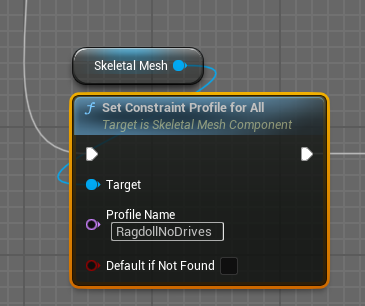 Skeletal Mesh
Set Constraint Profile for All
Target is Skeletal Mesh Component
Target
Profile Name
RagdollNoDrives
Default if Not Found